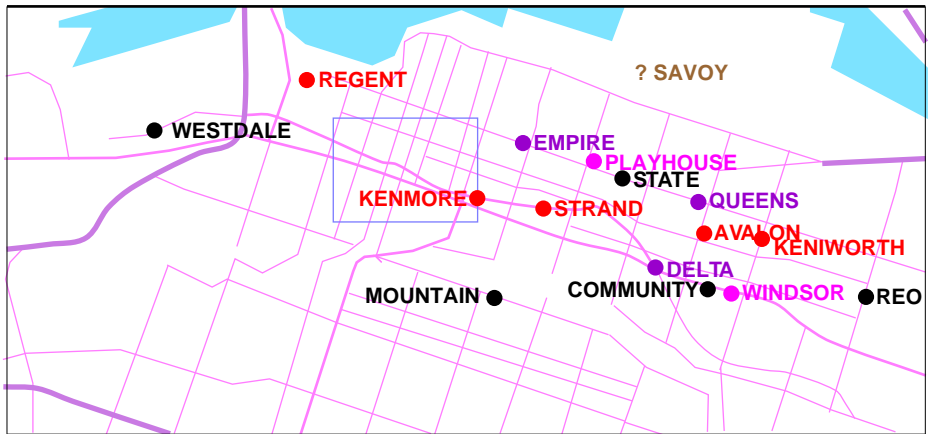 ? SAVOY
REGENT
WESTDALE
EMPIRE
PLAYHOUSE
STATE
KENMORE
QUEENS
STRAND
AVALON
KENIWORTH
DELTA
COMMUNITY
WINDSOR
MOUNTAIN
REO